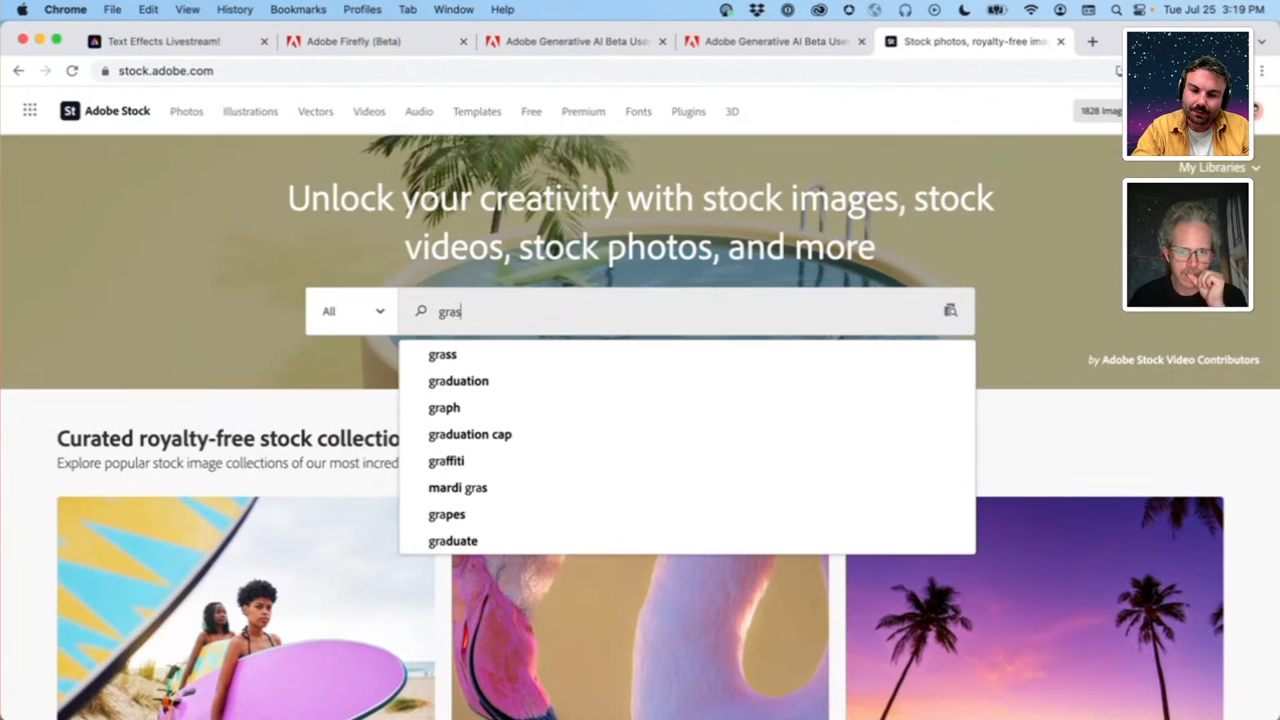 Chrome File Edit View History Bookmarks Profiles Tab Window Help Tue Jul 25 3:19 PM
Text Effects Livestream! Adobe Firefly (Beta) Adobe Generative AI Beta Use Adobe Generative AI Beta Use Stock photos, royalty-free ima
stock.adobe.com
St Adobe Stock Photos Illustrations Vectors Videos Audio Templates Free Premium Fonts Plugins 3D 1828 Imag
My Libraries
Unlock your creativity with stock images, stock
videos, stock photos, and more
All gras
grass
by Adobe Stock Video Contributors
graduation
graph
graduation cap
graffiti
mardi gras
grapes
graduate
Curated royalty-free stock collectio
Explore popular stock image collections of our most incred